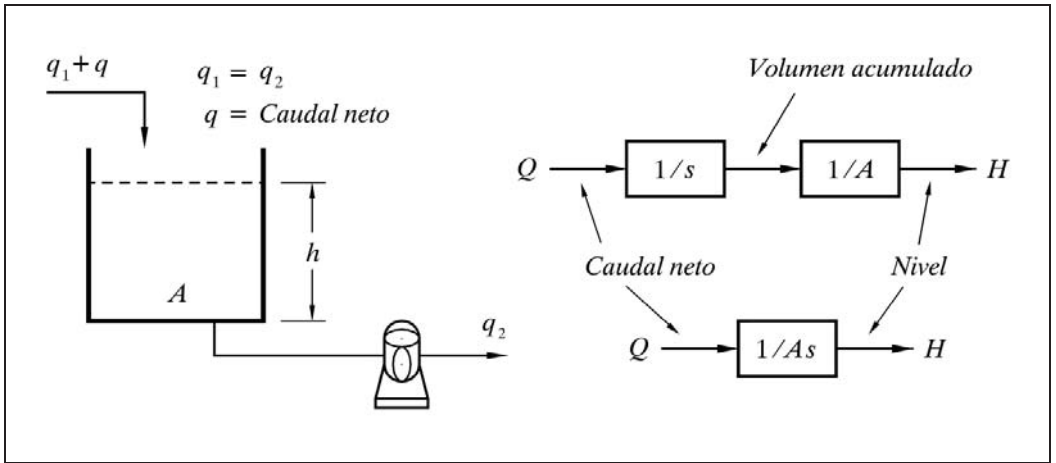 q₁+q
q₁ = q₂
q = Caudal neto
h
A
q₂
Volumen acumulado
Q
1/s
1/A
H
Caudal neto
Nivel
Q
1/As
H